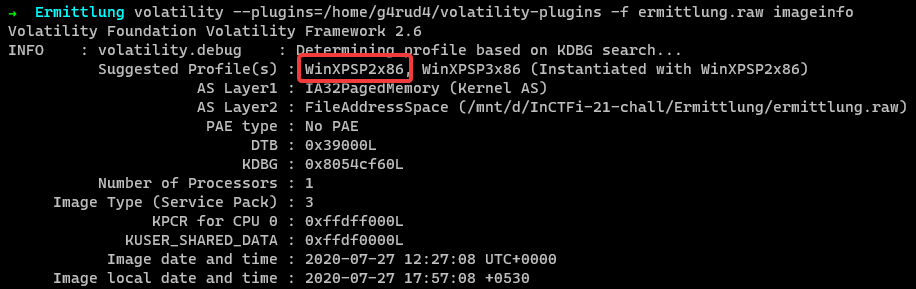 → Ermittlung volatility --plugins=/home/g4rud4/volatility-plugins -f ermittlung.raw imageinfo
Volatility Foundation Volatility Framework 2.6
INFO    : volatility.debug    : Determining profile based on KDBG search...
Suggested Profile(s) : WinXPSP2x86, WinXPSP3x86 (Instantiated with WinXPSP2x86)
AS Layer1 : IA32PagedMemory (Kernel AS)
AS Layer2 : FileAddressSpace (/mnt/d/InCTFi-21-chall/Ermittlung/ermittlung.raw)
PAE type : No PAE
DTB : 0x39000L
KDBG : 0x8054cf60L
Number of Processors : 1
Image Type (Service Pack) : 3
KPCR for CPU 0 : 0xffdff000L
KUSER_SHARED_DATA : 0xffdf0000L
Image date and time : 2020-07-27 12:27:08 UTC+0000
Image local date and time : 2020-07-27 17:57:08 +0530